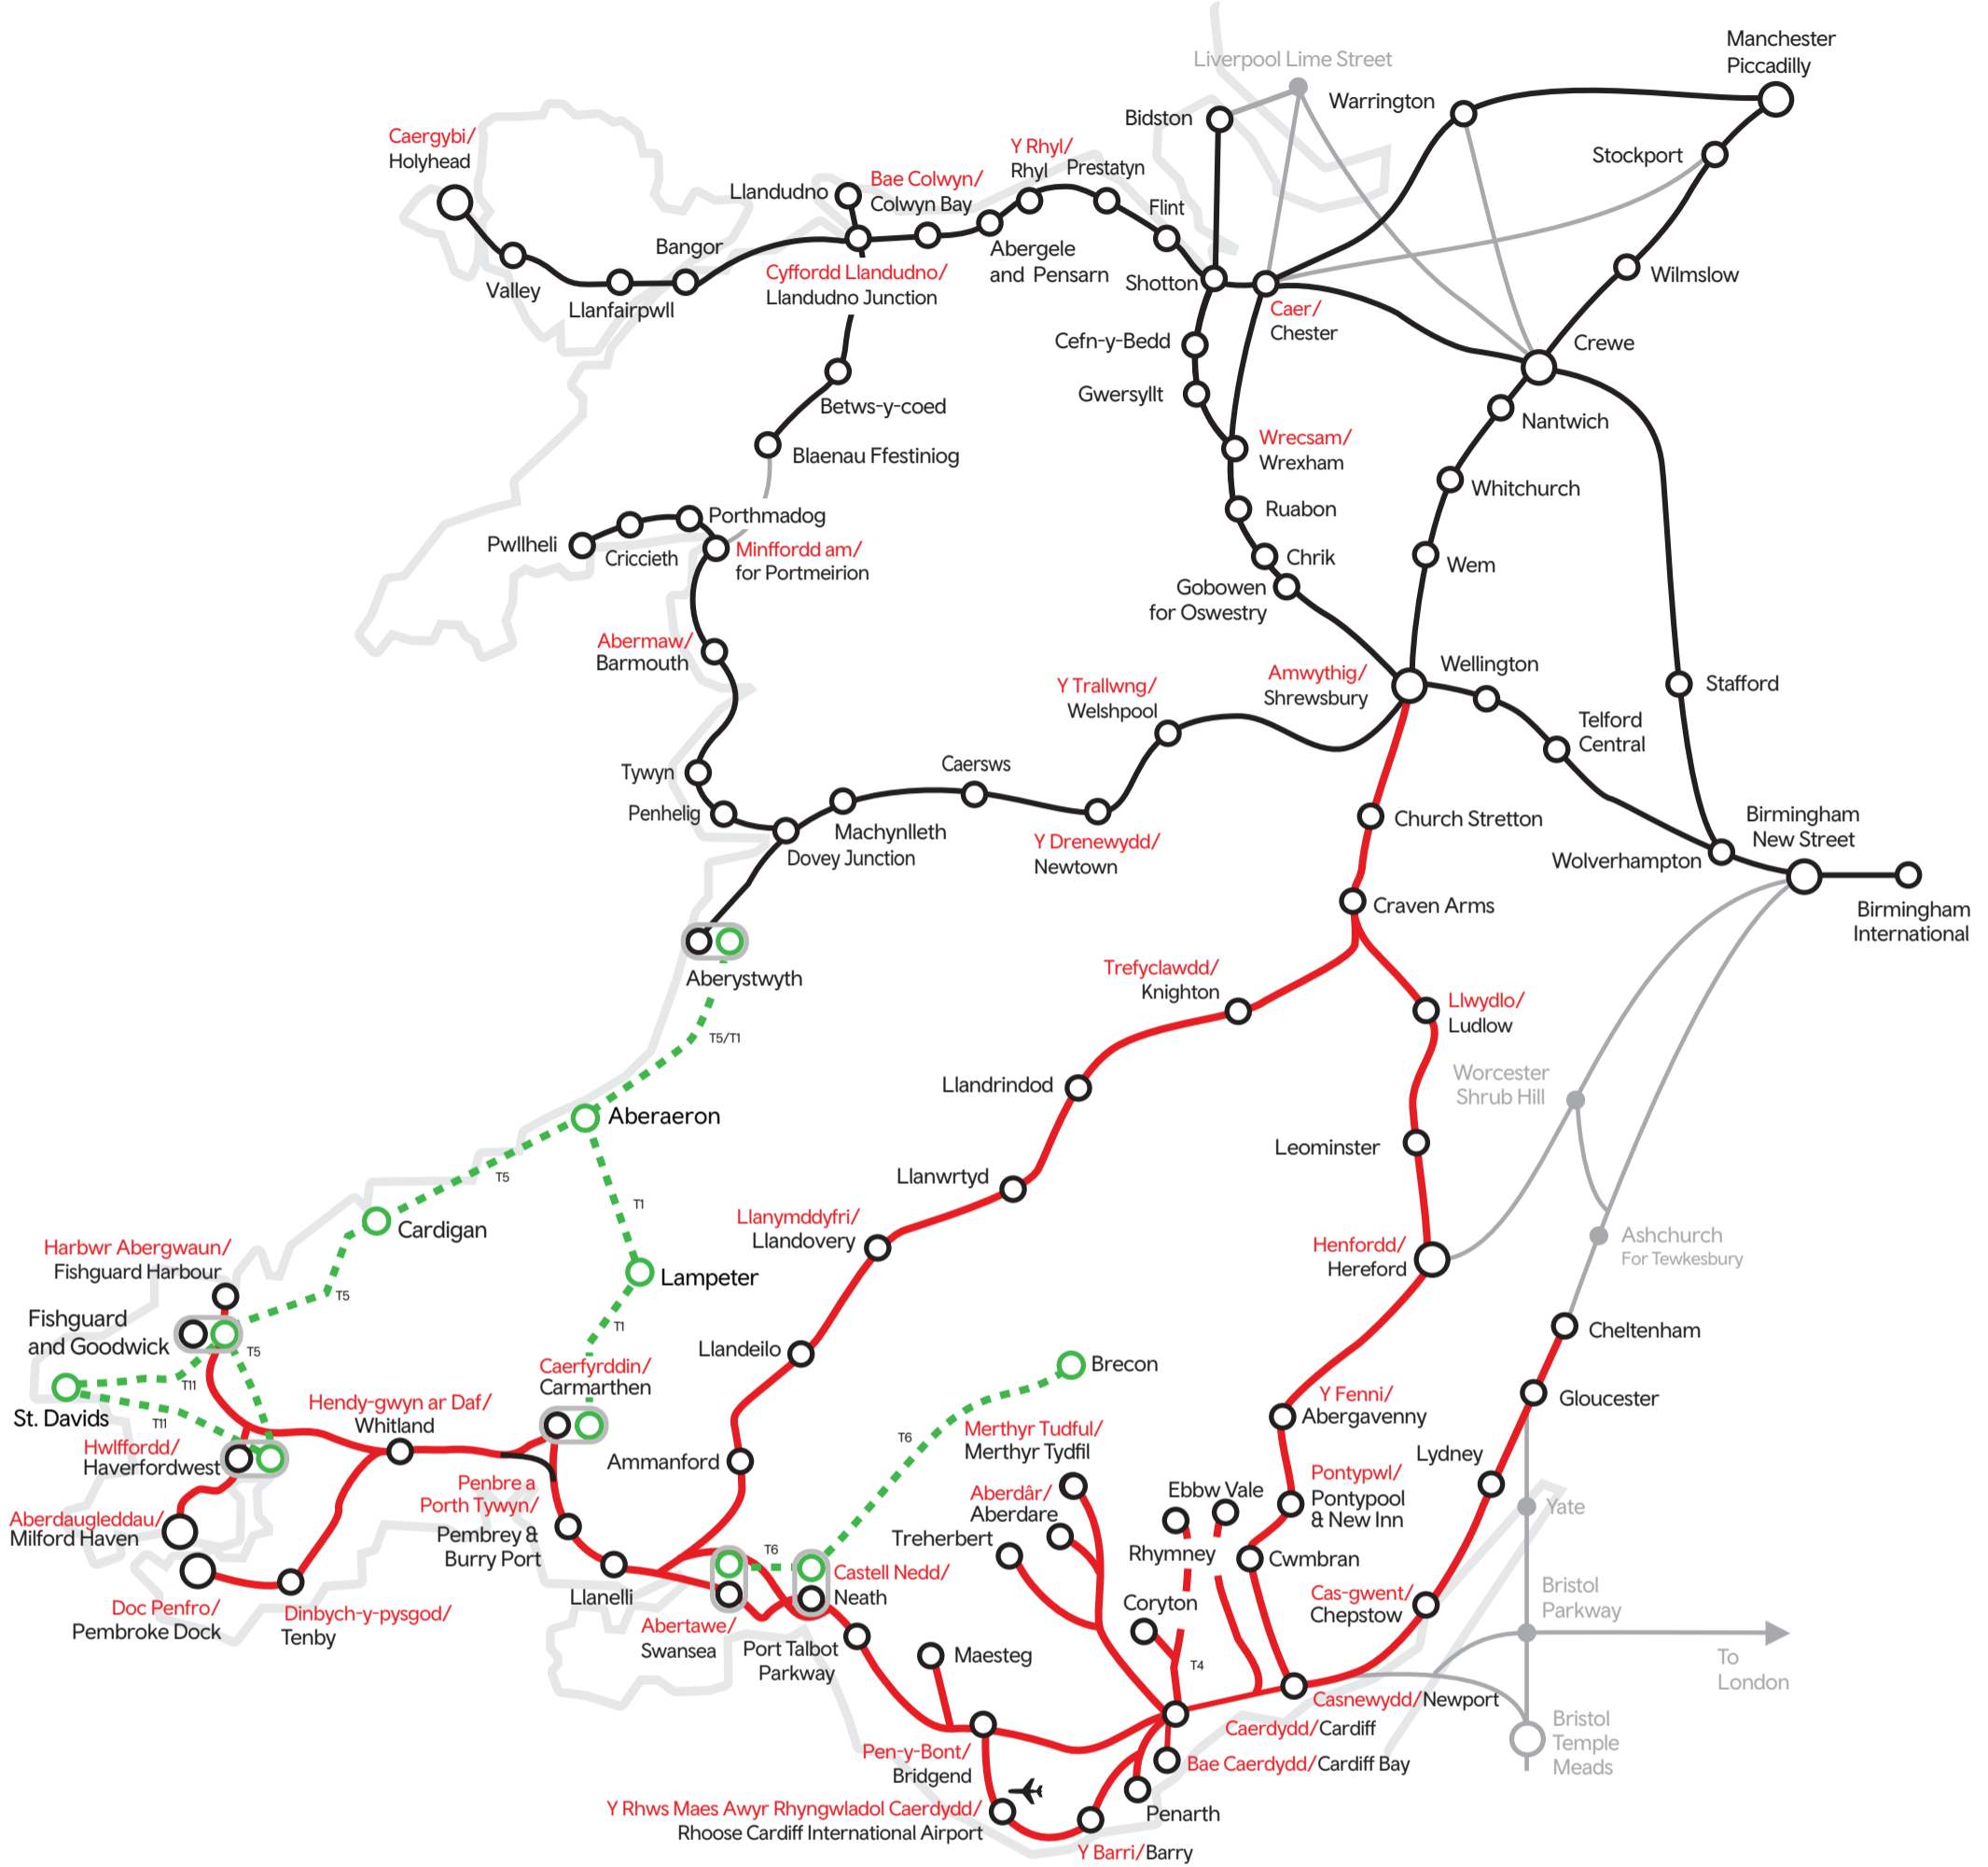 Manchester
Piccadilly
Liverpool Lime Street
Warrington
Bidston
Stockport
Caergybi/
Holyhead
Y Rhyl/
Rhyl
Prestatyn
Llandudno
Bae Colwyn/
Colwyn Bay
Flint
Bangor
Abergele
and Pensarn
Valley
Llanfairpwll
Cyffordd Llandudno/
Llandudno Junction
Shotton
Wilmslow
Caer/
Chester
Cefn-y-Bedd
Crewe
Gwersyllt
Betws-y-coed
Nantwich
Blaenau Ffestiniog
Wrecsam/
Wrexham
Whitchurch
Ruabon
Porthmadog
Pwllheli
Criccieth
Minffordd am/
for Portmeirion
Chrik
Wem
Gobowen
for Oswestry
Abermaw/
Barmouth
Amwythig/
Shrewsbury
Wellington
Stafford
Y Trallwng/
Welshpool
Telford
Central
Tywyn
Caersws
Penhelig
Machynlleth
Dovey Junction
Y Drenewydd/
Newtown
Church Stretton
Birmingham
New Street
Wolverhampton
Birmingham
International
Craven Arms
Aberystwyth
Trefyclawdd/
Knighton
Llwydlo/
Ludlow
T5/T1
Llandrindod
Worcester
Shrub Hill
Aberaeron
Leominster
T5
T1
Llanwrtyd
Cardigan
Llanymddyfri/
Llandovery
Henfordd/
Hereford
Ashchurch
For Tewkesbury
Harbwr Abergwaun/
Fishguard Harbour
Lampeter
T5
T1
Fishguard
and Goodwick
T5
Cheltenham
Llandeilo
Brecon
Caerfyrddin/
Carmarthen
T11
St. Davids
T11
Hendy-gwyn ar Daf/
Whitland
Y Fenni/
Abergavenny
Gloucester
Hwlffordd/
Haverfordwest
T6
Merthyr Tudful/
Merthyr Tydfil
Ammanford
Lydney
Penbre a
Porth Tywyn/
Pembrey &
Burry Port
Aberdâr/
Aberdare
Ebbw Vale
Pontypwl/
Pontypool
& New Inn
Yate
Aberdaugleddau/
Milford Haven
Treherbert
T6
Rhymney
Cwmbran
Castell Nedd/
Neath
Llanelli
Doc Penfro/
Pembroke Dock
Dinbych-y-pysgod/
Tenby
Coryton
Cas-gwent/
Chepstow
Bristol
Parkway
Abertawe/
Swansea
Port Talbot
Parkway
Maesteg
T4
To
London
Casnewydd/Newport
Caerdydd/Cardiff
Bristol
Temple
Meads
Pen-y-Bont/
Bridgend
Bae Caerdydd/Cardiff Bay
Y Rhws Maes Awyr Rhyngwladol Caerdydd/
Rhoose Cardiff International Airport
Penarth
Y Barri/Barry